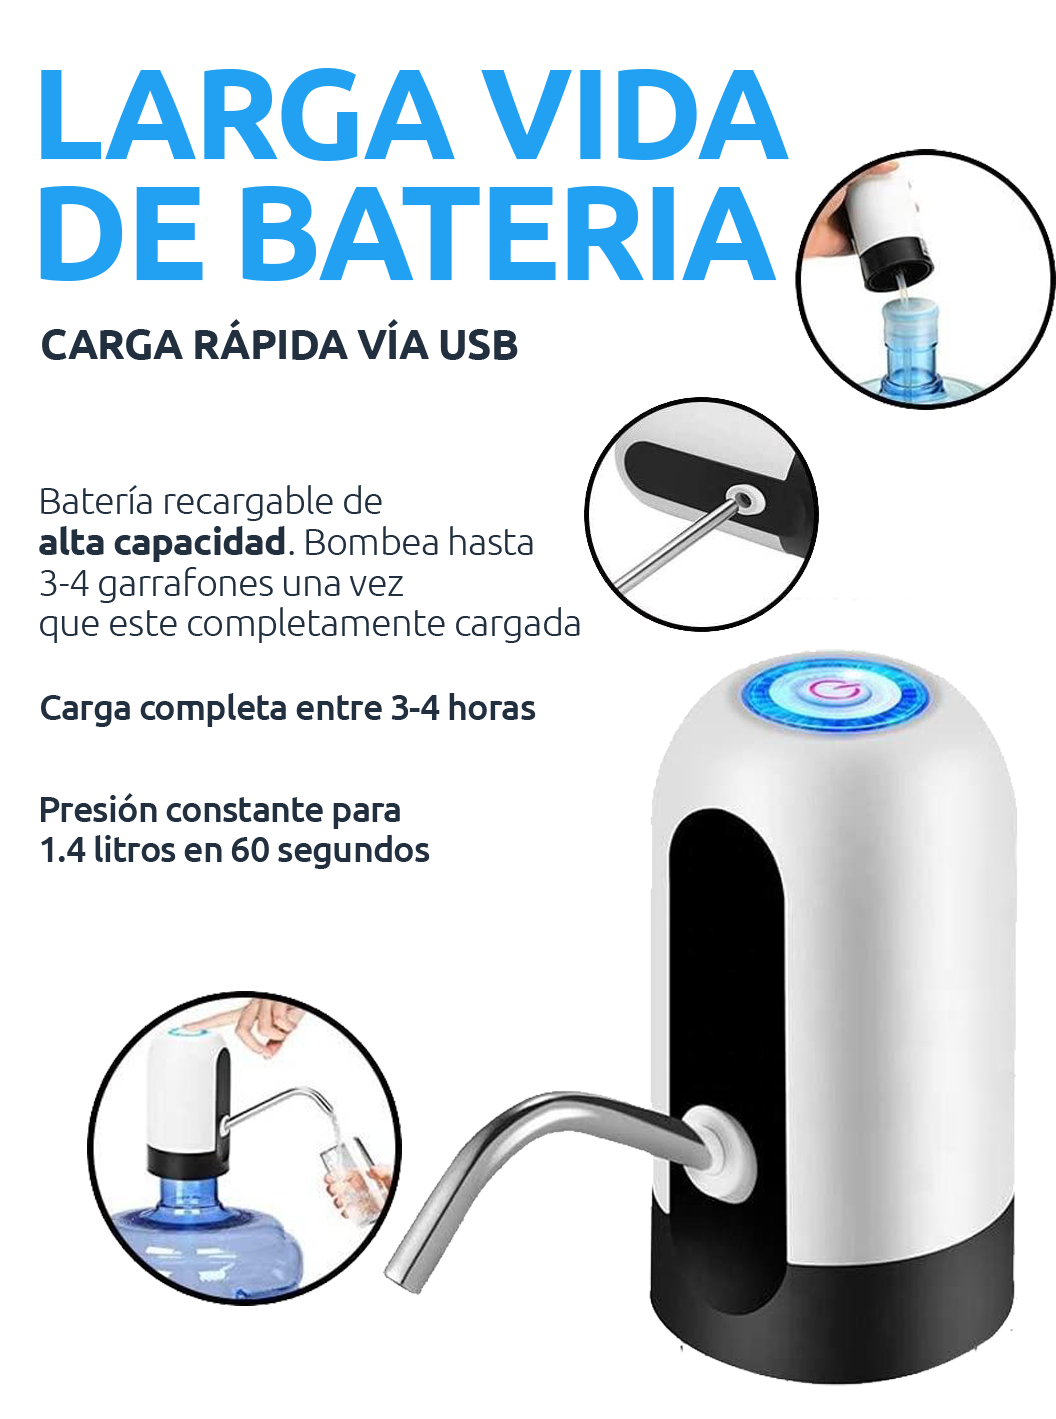 LARGA VIDA
DE BATERIA
CARGA RÁPIDA VÍA USB
Batería recargable de
alta capacidad. Bombea hasta
3-4 garrafones una vez
que este completamente cargada
Carga completa entre 3-4 horas
Presión constante para
1.4 litros en 60 segundos